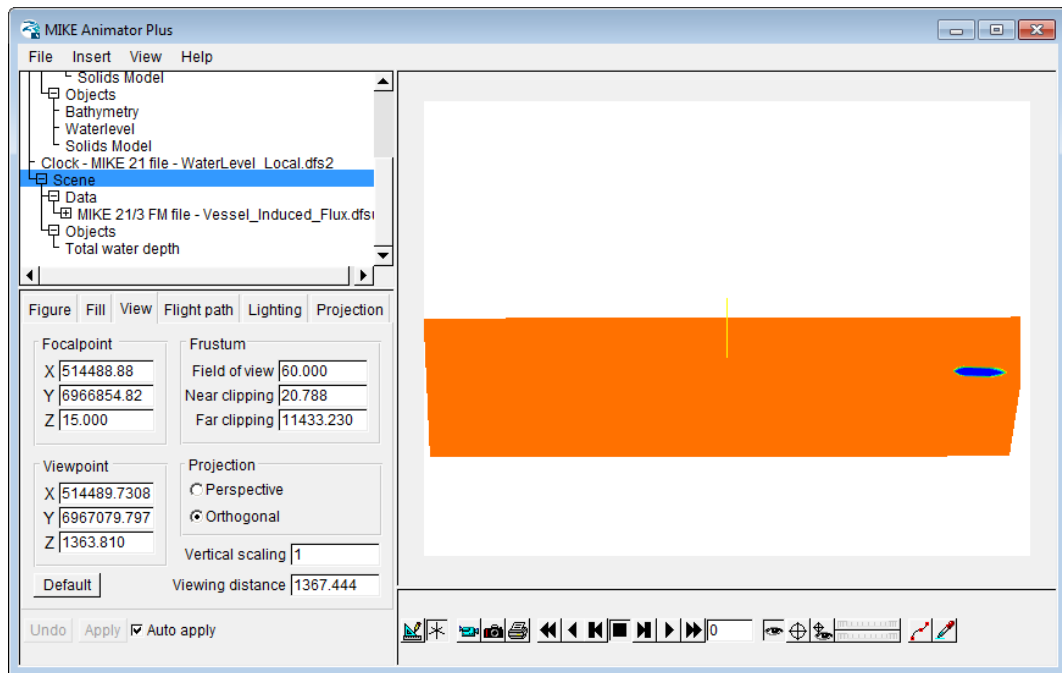 MIKE Animator Plus
File Insert View Help
Solids Model
Objects
Bathymetry
Waterlevel
Solids Model
Clock - MIKE 21 file - WaterLevel_Local.dfs2
Scene
Data
MIKE 21/3 FM file - Vessel_Induced_Flux.dfsu
Objects
Total water depth
Figure Fill View Flight path Lighting Projection
Focalpoint
X 514488.88
Y 6966854.82
Z 15.000
Frustum
Field of view 60.000
Near clipping 20.788
Far clipping 11433.230
Viewpoint
X 514489.7308
Y 6967079.797
Z 1363.810
Projection
Perspective
Orthogonal
Vertical scaling 1
Default
Viewing distance 1367.444
Undo Apply Auto apply
0